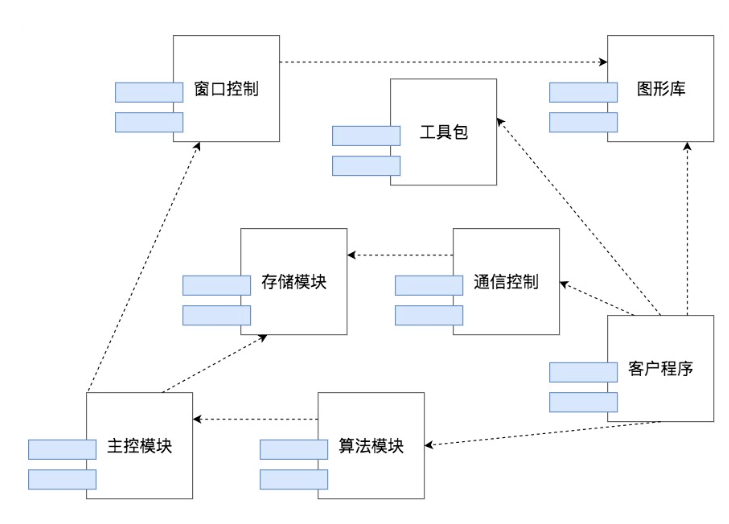 窗口控制
图形库
工具包
存储模块
通信控制
客户程序
主控模块
算法模块